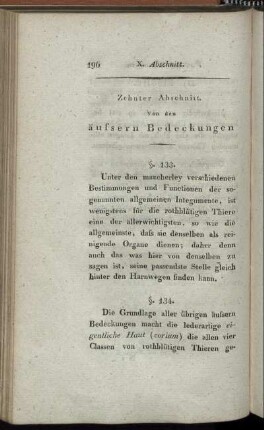 196 X. Abschnitt.
Zehnter Abschnitt.
von den
äufsern Bedeckungen
§. 133.
Unter den mancherley verschiedenen
Bestimmungen und Functionen der so-
genannten allgemeinen Integumente, ist
wenigstens für die rothblütigen Thiere
eine der allerwichtigsten, so wie die
allgemeinste, dafs sie denselben als rei-
nigende Organe dienen; daher denn
auch das was hier von denselben zu
sagen ist, seine passendste Stelle gleich
hinter den Harnwegen finden kann.
§. 134.
Die Grundlage aller übrigen äufsern
Bedeckungen macht die lederartige ei-
gentliche Haut (corium) die allen vier
Classen von rothblütigen Thieren ge-